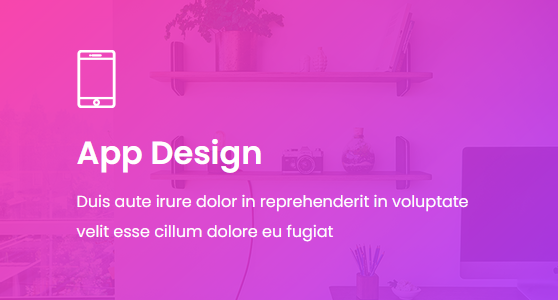 App Design
Duis aute irure dolor in reprehenderit in voluptate
velit esse cillum dolore eu fugiat